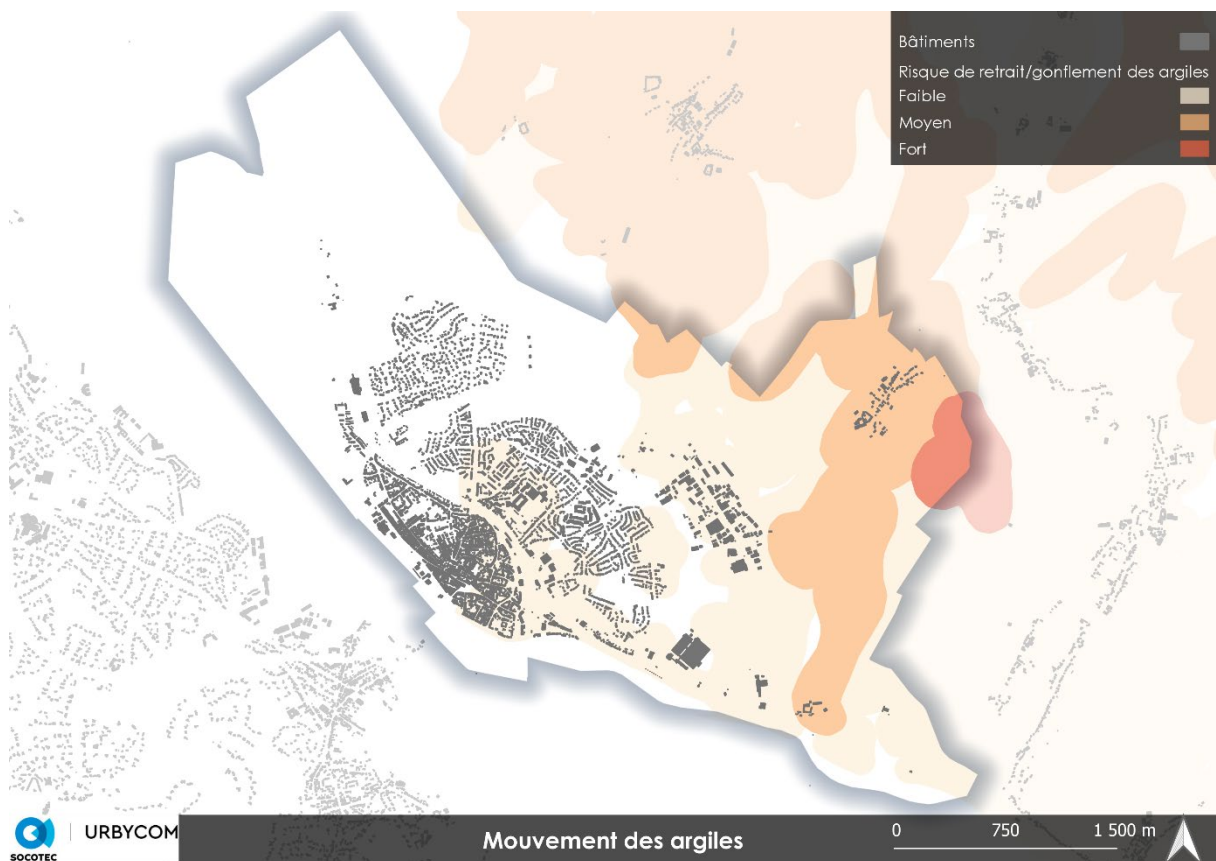 Bâtiments
Risque de retrait/gonflement des argiles
Faible
Moyen
Fort
SOCOTEC
URBYCOM
Mouvement des argiles
0 750 1 500 m